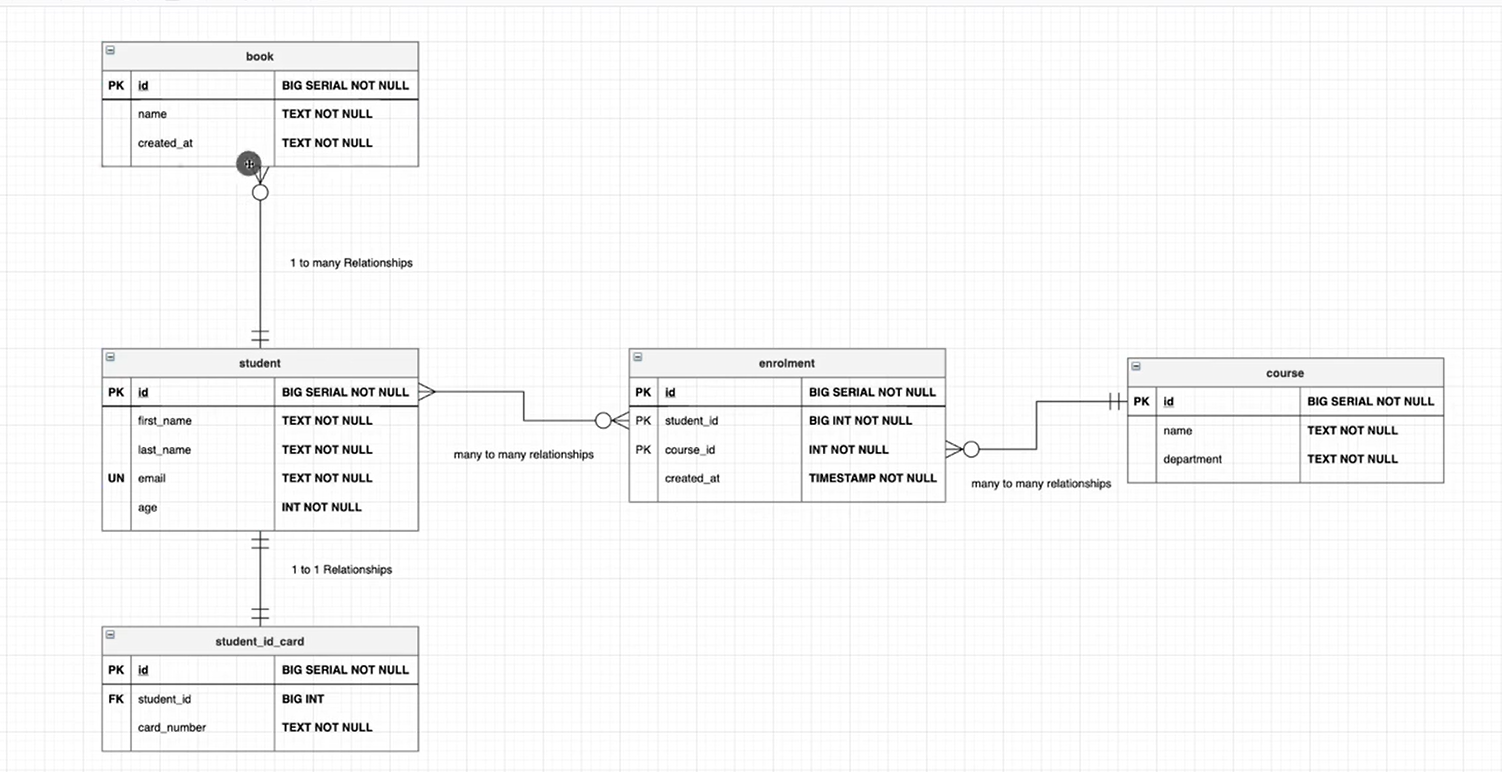 book
PK id BIG SERIAL NOT NULL
name TEXT NOT NULL
created_at TEXT NOT NULL
1 to many Relationships
student
PK id BIG SERIAL NOT NULL
first_name TEXT NOT NULL
last_name TEXT NOT NULL
UN email TEXT NOT NULL
age INT NOT NULL
many to many relationships
enrolment
PK id BIG SERIAL NOT NULL
PK student_id BIG INT NOT NULL
PK course_id INT NOT NULL
created_at TIMESTAMP NOT NULL
many to many relationships
course
PK id BIG SERIAL NOT NULL
name TEXT NOT NULL
department TEXT NOT NULL
1 to 1 Relationships
student_id_card
PK id BIG SERIAL NOT NULL
FK student_id BIG INT
card_number TEXT NOT NULL